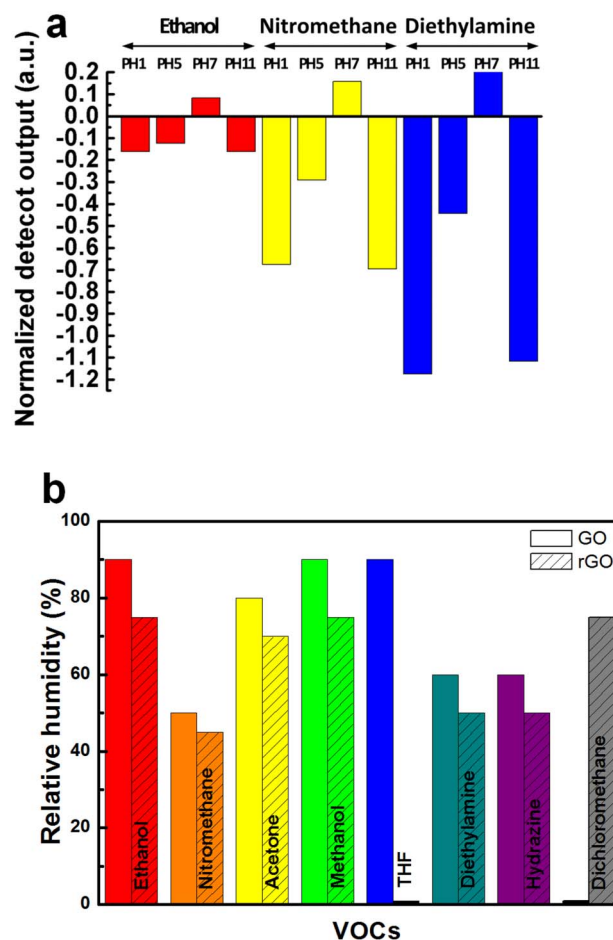 a
Ethanol Nitromethane Diethylamine
PH1 PH5 PH7 PH11 PH1 PH5 PH7 PH11 PH1 PH5 PH7 PH11
Normalized detecot output (a.u.)
0.2
0.1
0.0
-0.1
-0.2
-0.3
-0.4
-0.5
-0.6
-0.7
-0.8
-0.9
-1.0
-1.1
-1.2
b
Relative humidity (%)
100
80
60
40
20
0
GO
rGO
Ethanol
Nitromethane
Acetone
Methanol
THF
Diethylamine
Hydrazine
Dichloromethane
VOCs